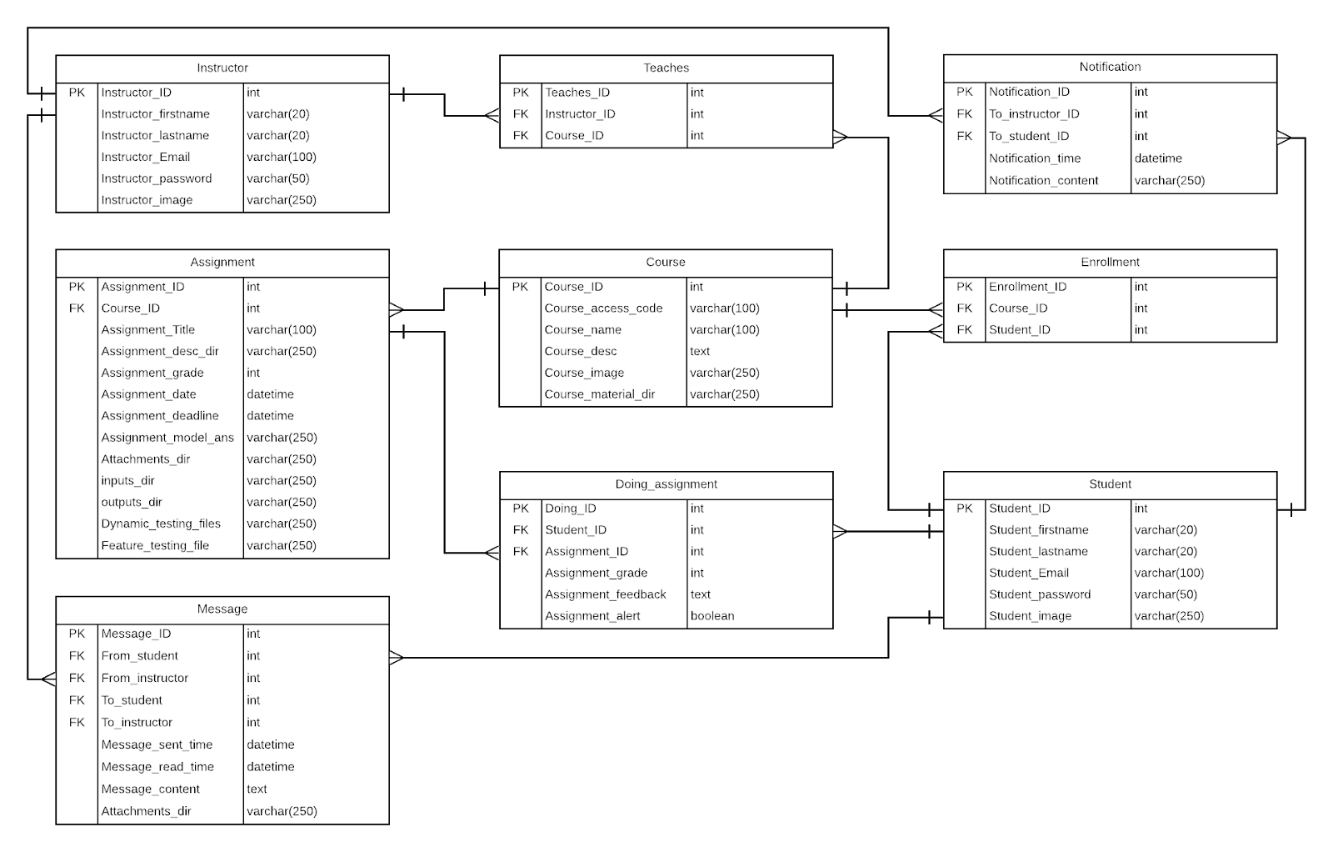 Instructor
PK Instructor_ID int
Instructor_firstname varchar(20)
Instructor_lastname varchar(20)
Instructor_Email varchar(100)
Instructor_password varchar(50)
Instructor_image varchar(250)
Teaches
PK Teaches_ID int
FK Instructor_ID int
FK Course_ID int
Notification
PK Notification_ID int
FK To_instructor_ID int
FK To_student_ID int
Notification_time datetime
Notification_content varchar(250)
Assignment
PK Assignment_ID int
FK Course_ID int
Assignment_Title varchar(100)
Assignment_desc_dir varchar(250)
Assignment_grade int
Assignment_date datetime
Assignment_deadline datetime
Assignment_model_ans varchar(250)
Attachments_dir varchar(250)
inputs_dir varchar(250)
outputs_dir varchar(250)
Dynamic_testing_files varchar(250)
Feature_testing_file varchar(250)
Course
PK Course_ID int
Course_access_code varchar(100)
Course_name varchar(100)
Course_desc text
Course_image varchar(250)
Course_material_dir varchar(250)
Enrollment
PK Enrollment_ID int
FK Course_ID int
FK Student_ID int
Doing_assignment
PK Doing_ID int
FK Student_ID int
FK Assignment_ID int
Assignment_grade int
Assignment_feedback text
Assignment_alert boolean
Student
PK Student_ID int
Student_firstname varchar(20)
Student_lastname varchar(20)
Student_Email varchar(100)
Student_password varchar(50)
Student_image varchar(250)
Message
PK Message_ID int
FK From_student int
FK From_instructor int
FK To_student int
FK To_instructor int
Message_sent_time datetime
Message_read_time datetime
Message_content text
Attachments_dir varchar(250)